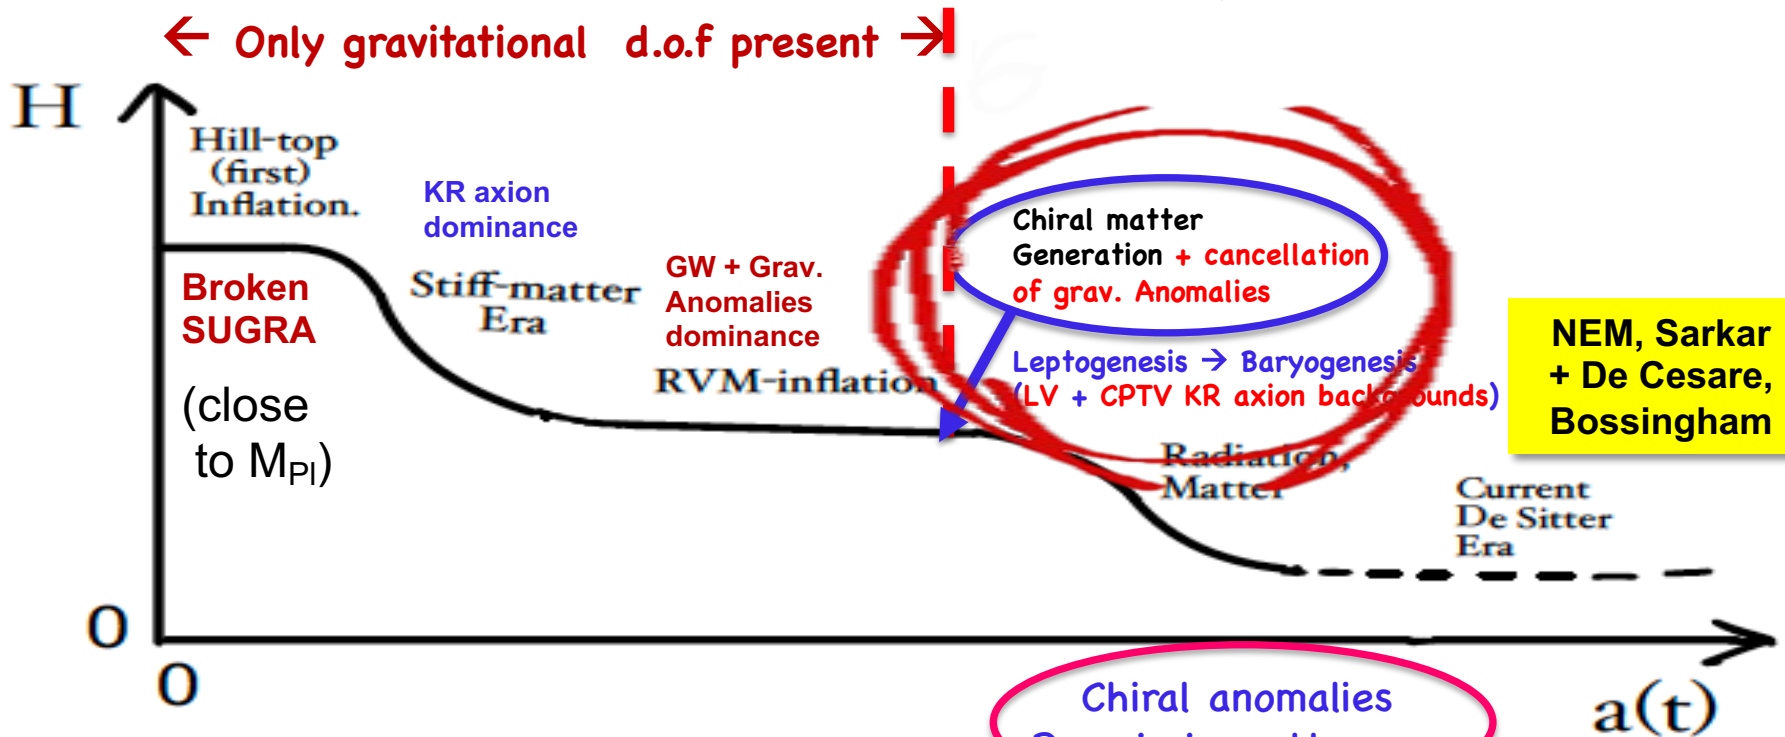 ← Only gravitational d.o.f present →
H
Hill-top
(first)
Inflation.
KR axion
dominance
Broken
SUGRA
(close
to M_Pl)
Stiff-matter
Era
GW + Grav.
Anomalies
dominance
RVM-inflation
Chiral matter
Generation + cancellation
of grav. Anomalies
Leptogenesis → Baryogenesis
(LV + CPTV KR axion backgrounds)
Radiation,
Matter
NEM, Sarkar
+ De Cesare,
Bossingham
Current
De Sitter
Era
0
0
a(t)
Chiral anomalies